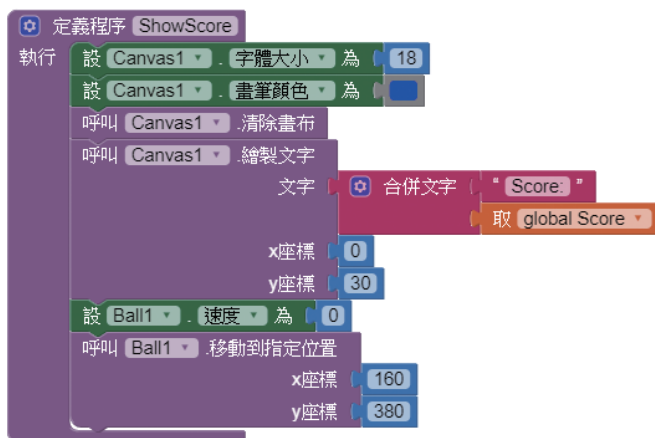 定義程序 ShowScore
執行 設 Canvas1 . 字體大小 為 18
設 Canvas1 . 畫筆顏色 為
呼叫 Canvas1 .清除畫布
呼叫 Canvas1 .繪製文字
文字 合併文字 “ Score: ”
取 global Score
x座標 0
y座標 30
設 Ball1 . 速度 為 0
呼叫 Ball1 .移動到指定位置
x座標 160
y座標 380